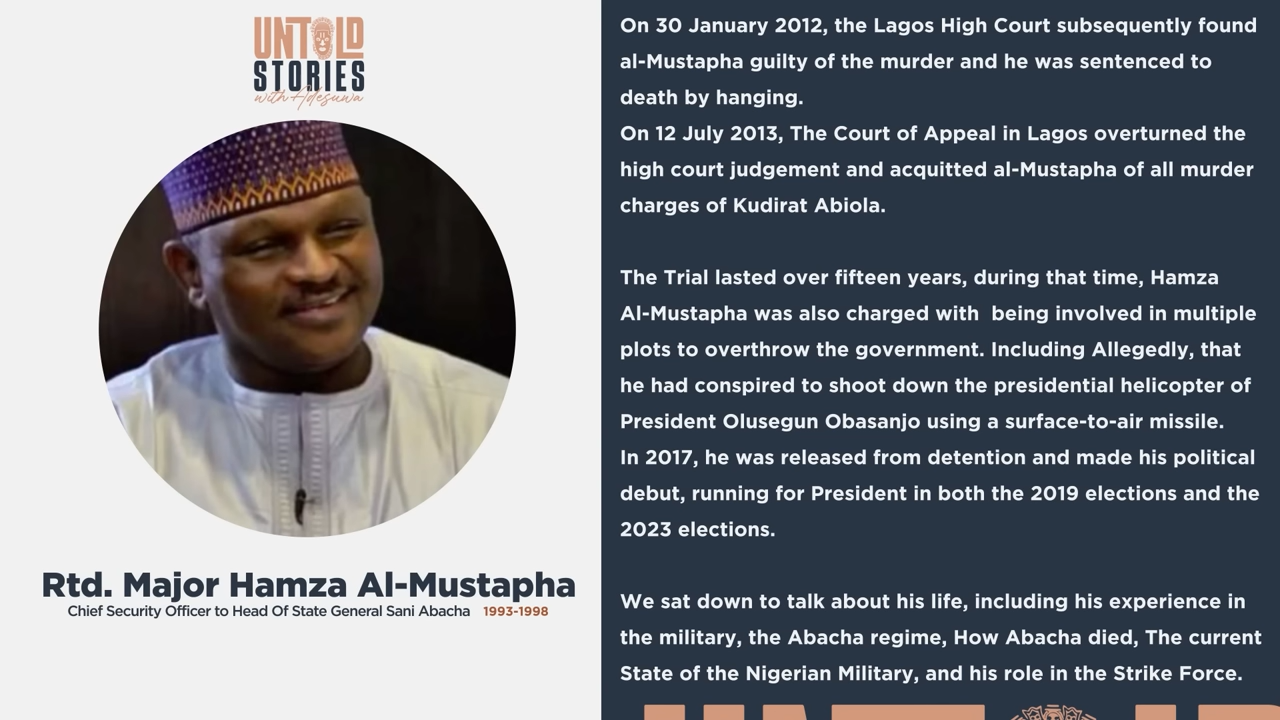 UNTOLD
STORIES
with Adesuwa
Rtd. Major Hamza Al-Mustapha
Chief Security Officer to Head Of State General Sani Abacha 1993-1998
On 30 January 2012, the Lagos High Court subsequently found
al-Mustapha guilty of the murder and he was sentenced to
death by hanging.
On 12 July 2013, The Court of Appeal in Lagos overturned the
high court judgement and acquitted al-Mustapha of all murder
charges of Kudirat Abiola.
The Trial lasted over fifteen years, during that time, Hamza
Al-Mustapha was also charged with  being involved in multiple
plots to overthrow the government. Including Allegedly, that
he had conspired to shoot down the presidential helicopter of
President Olusegun Obasanjo using a surface-to-air missile.
In 2017, he was released from detention and made his political
debut, running for President in both the 2019 elections and the
2023 elections.
We sat down to talk about his life, including his experience in
the military, the Abacha regime, How Abacha died, The current
State of the Nigerian Military, and his role in the Strike Force.